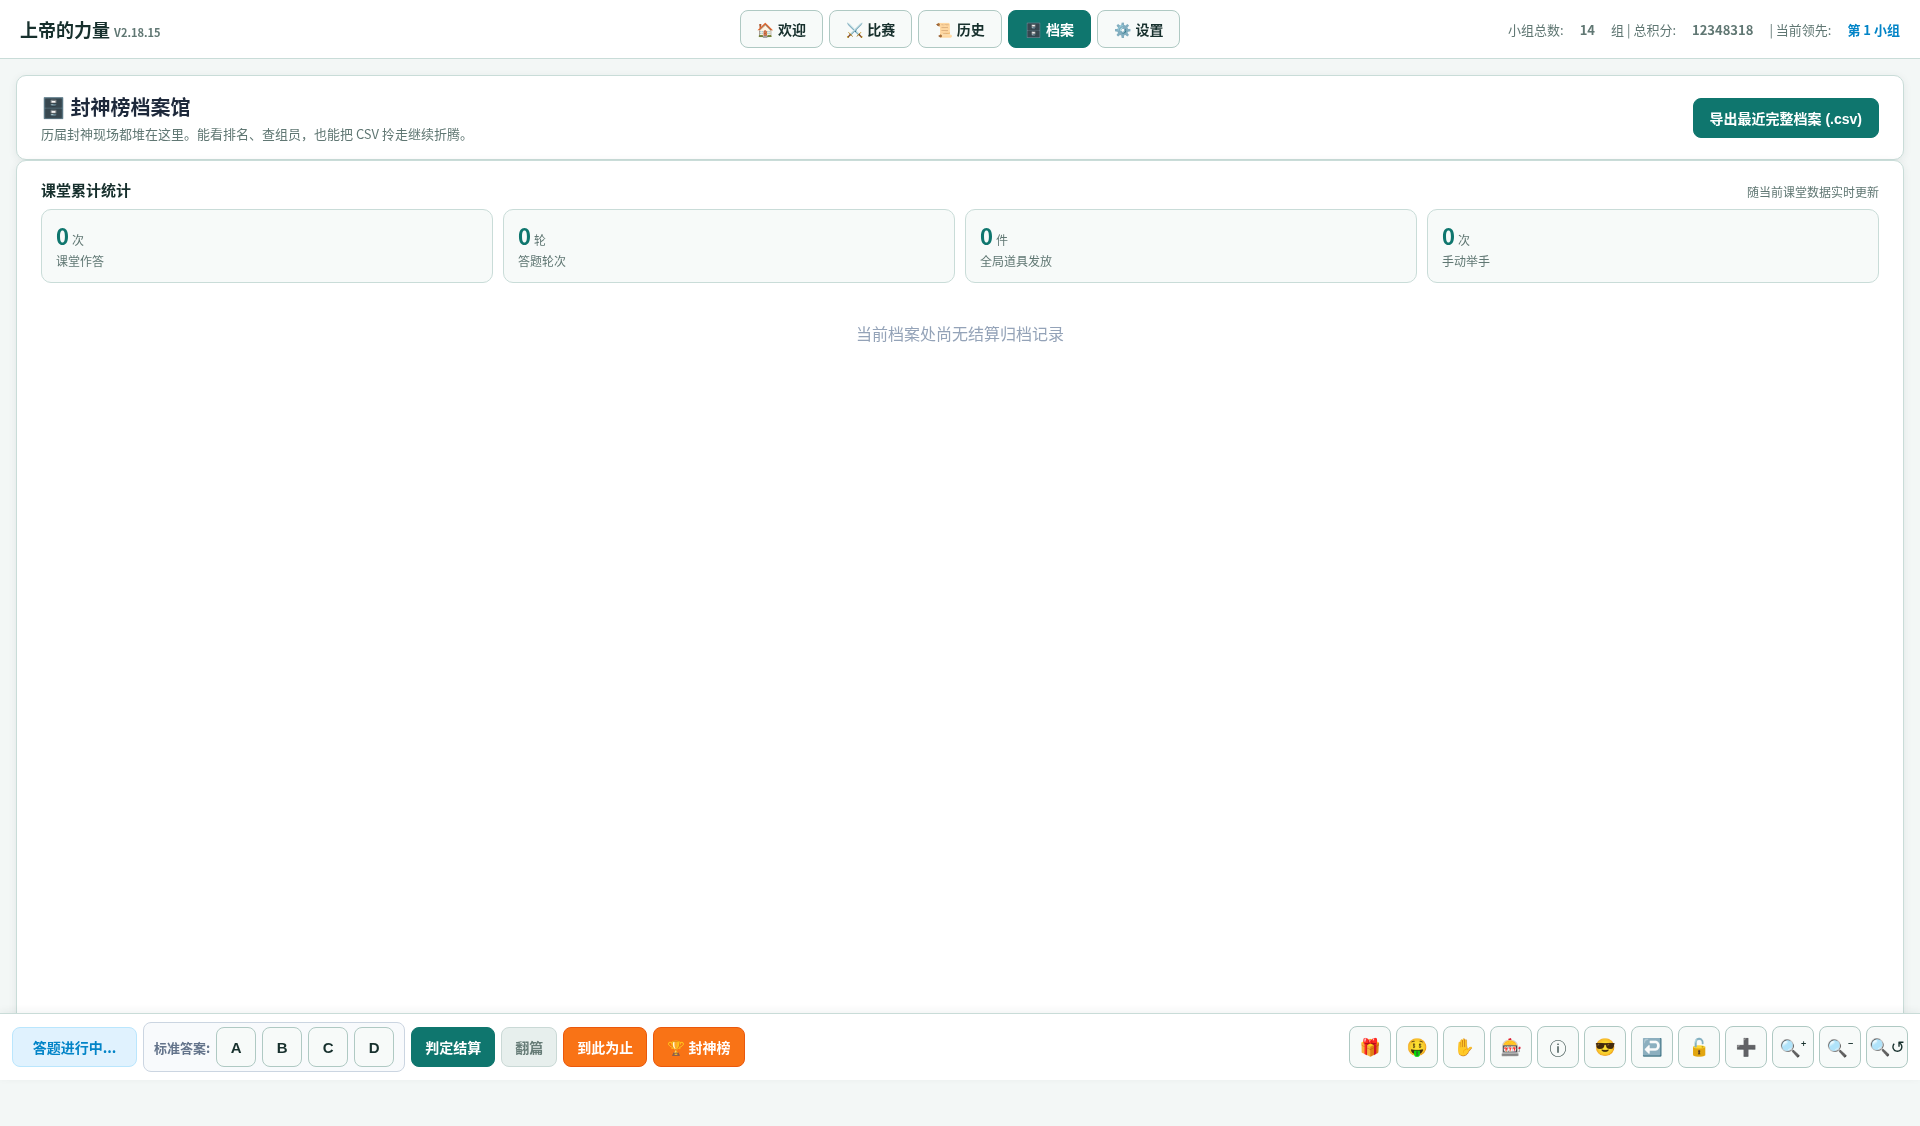 上帝的力量 V2.18.15
🏠 欢迎
⚔️ 比赛
📜 历史
🗄️ 档案
⚙️ 设置
小组总数: 14 组 | 总积分: 12348318 | 当前领先: 第 1 小组
🗄️ 封神榜档案馆
历届封神现场都堆在这里。能看排名、查组员，也能把 CSV 拎走继续折腾。
导出最近完整档案 (.csv)
课堂累计统计
随当前课堂数据实时更新
0 次
课堂作答
0 轮
答题轮次
0 件
全局道具发放
0 次
手动举手
当前档案处尚无结算归档记录
答题进行中...
标准答案: A B C D
判定结算
翻篇
到此为止
🏆 封神榜